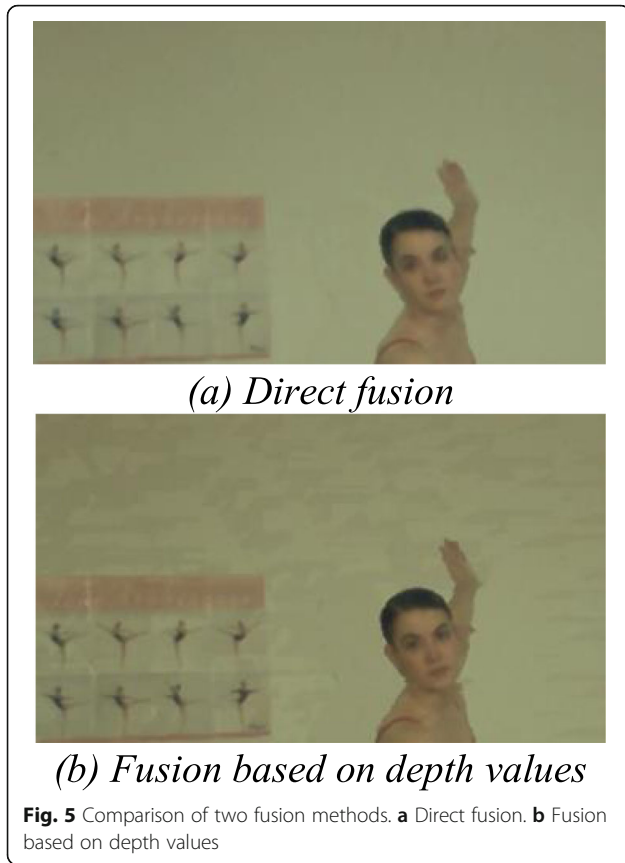 (a) Direct fusion
(b) Fusion based on depth values
Fig. 5 Comparison of two fusion methods. a Direct fusion. b Fusion
based on depth values